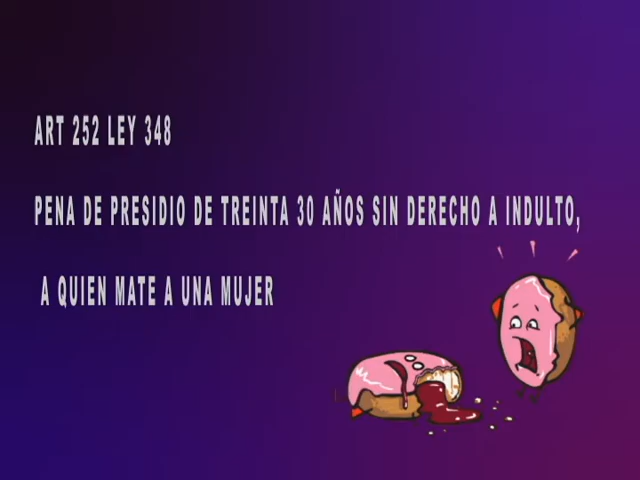 ART 252 LEY 348
PENA DE PRESIDIO DE TREINTA 30 AÑOS SIN DERECHO A INDULTO,
A QUIEN MATE A UNA MUJER